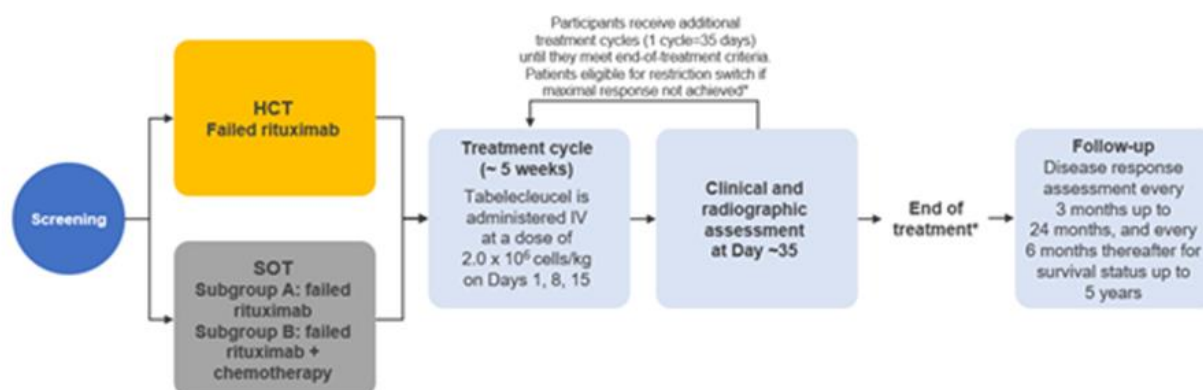 Participants receive additional
treatment cycles (1 cycle=35 days)
until they meet end-of-treatment criteria.
Patients eligible for restriction switch if
maximal response not achieved*
Screening
HCT
Failed rituximab
SOT
Subgroup A: failed
rituximab
Subgroup B: failed
rituximab +
chemotherapy
Treatment cycle
(~ 5 weeks)
Tabelecleucel is
administered IV
at a dose of
2.0 x 10⁶ cells/kg
on Days 1, 8, 15
Clinical and
radiographic
assessment
at Day ~35
End of
treatment*
Follow-up
Disease response
assessment every
3 months up to
24 months, and every
6 months thereafter for
survival status up to
5 years